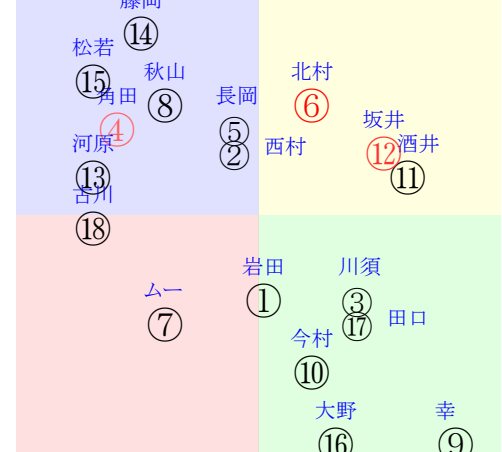 藤岡
⑭
松若
⑮
秋山
⑧
角田
④
長岡
⑤
②
西村
北村
⑥
坂井
⑫
酒井
⑪
河原
⑬
古川
⑱
岩田
①
川須
③
⑰
田口
ムー
⑦
今村
⑩
大野
⑯
幸
⑨